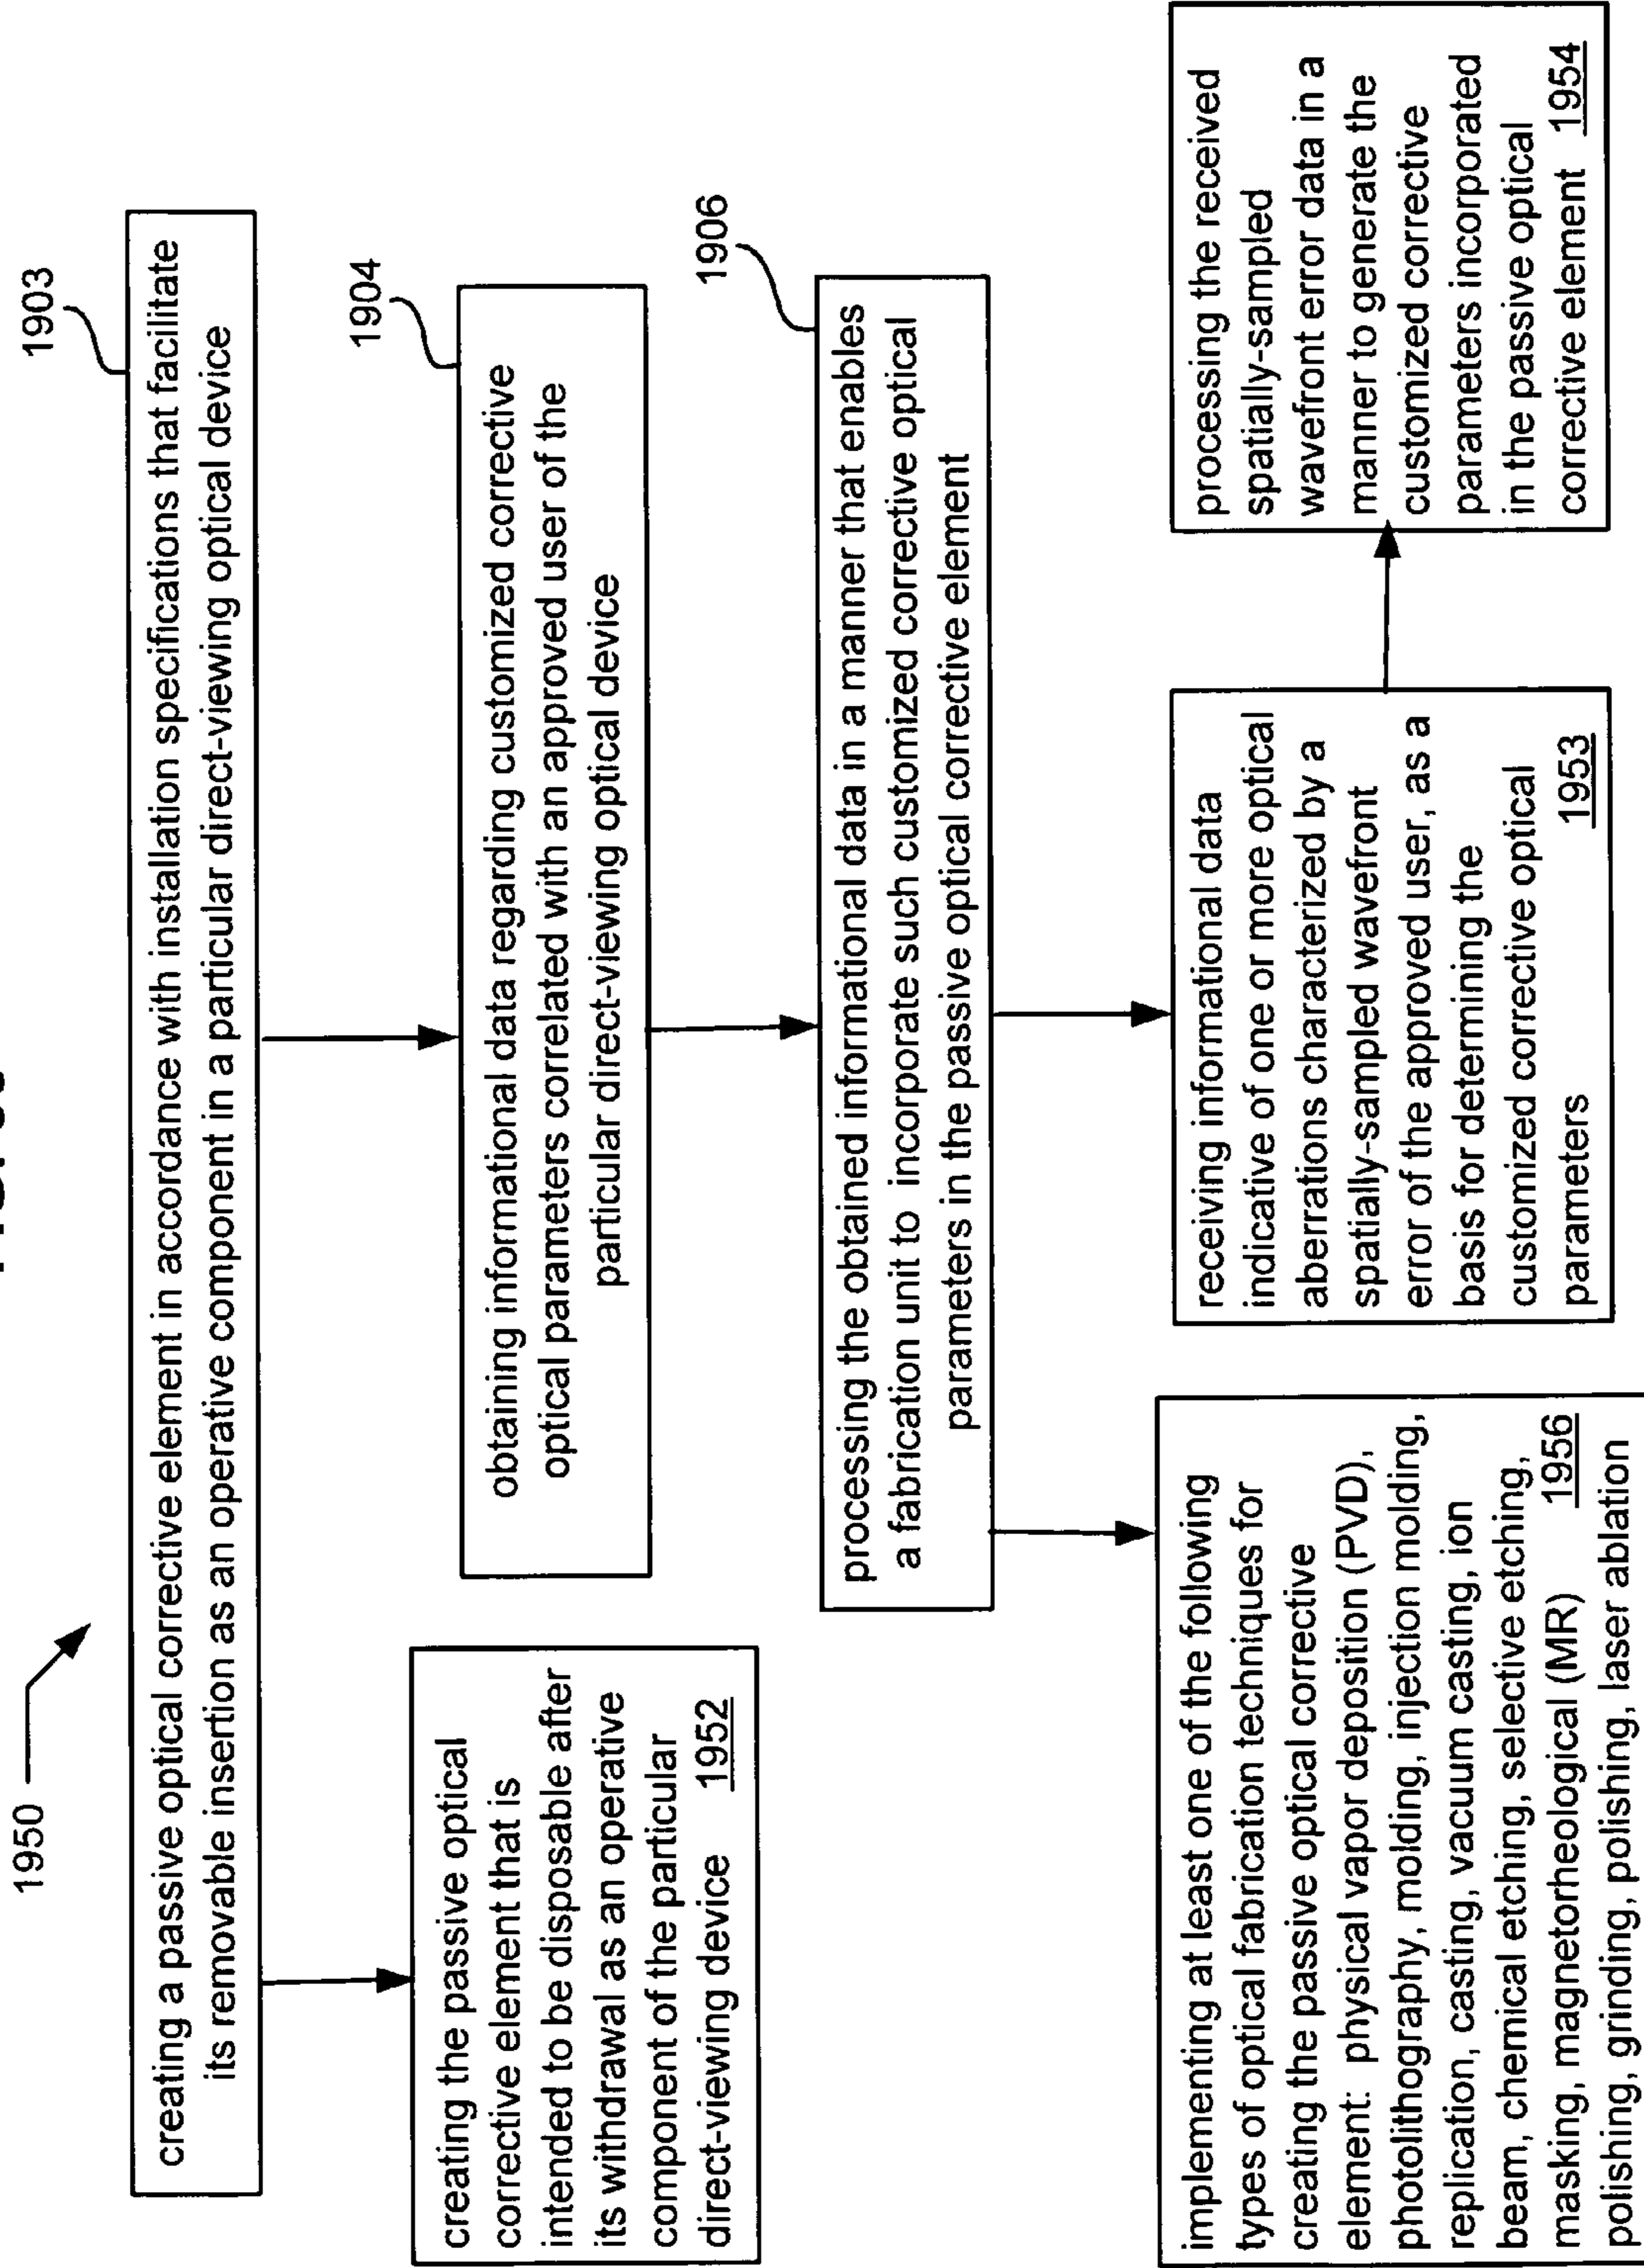 1950
1903
creating a passive optical corrective element in accordance with installation specifications that facilitate
its removable insertion as an operative component in a particular direct-viewing optical device
creating the passive optical
corrective element that is
intended to be disposable after
its withdrawal as an operative
component of the particular
direct-viewing device 1952
1904
obtaining informational data regarding customized corrective
optical parameters correlated with an approved user of the
particular direct-viewing optical device
1906
processing the obtained informational data in a manner that enables
a fabrication unit to incorporate such customized corrective optical
parameters in the passive optical corrective element
implementing at least one of the following
types of optical fabrication techniques for
creating the passive optical corrective
element: physical vapor deposition (PVD),
photolithography, molding, injection molding,
replication, casting, vacuum casting, ion
beam, chemical etching, selective etching,
masking, magnetorheological (MR) 1956
polishing, grinding, polishing, laser ablation
receiving informational data
indicative of one or more optical
aberrations characterized by a
spatially-sampled wavefront
error of the approved user, as a
basis for determining the
customized corrective optical
parameters 1953
processing the received
spatially-sampled
wavefront error data in a
manner to generate the
customized corrective
parameters incorporated
in the passive optical
corrective element 1954